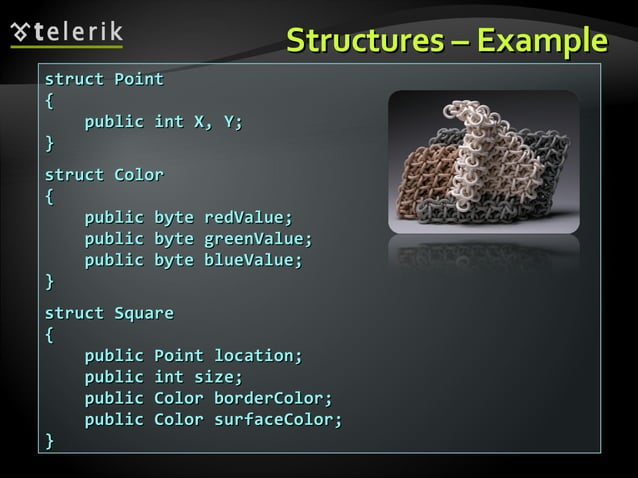 telerik
Structures – Example
struct Point
{
    public int X, Y;
}
struct Color
{
    public byte redValue;
    public byte greenValue;
    public byte blueValue;
}
struct Square
{
    public Point location;
    public int size;
    public Color borderColor;
    public Color surfaceColor;
}